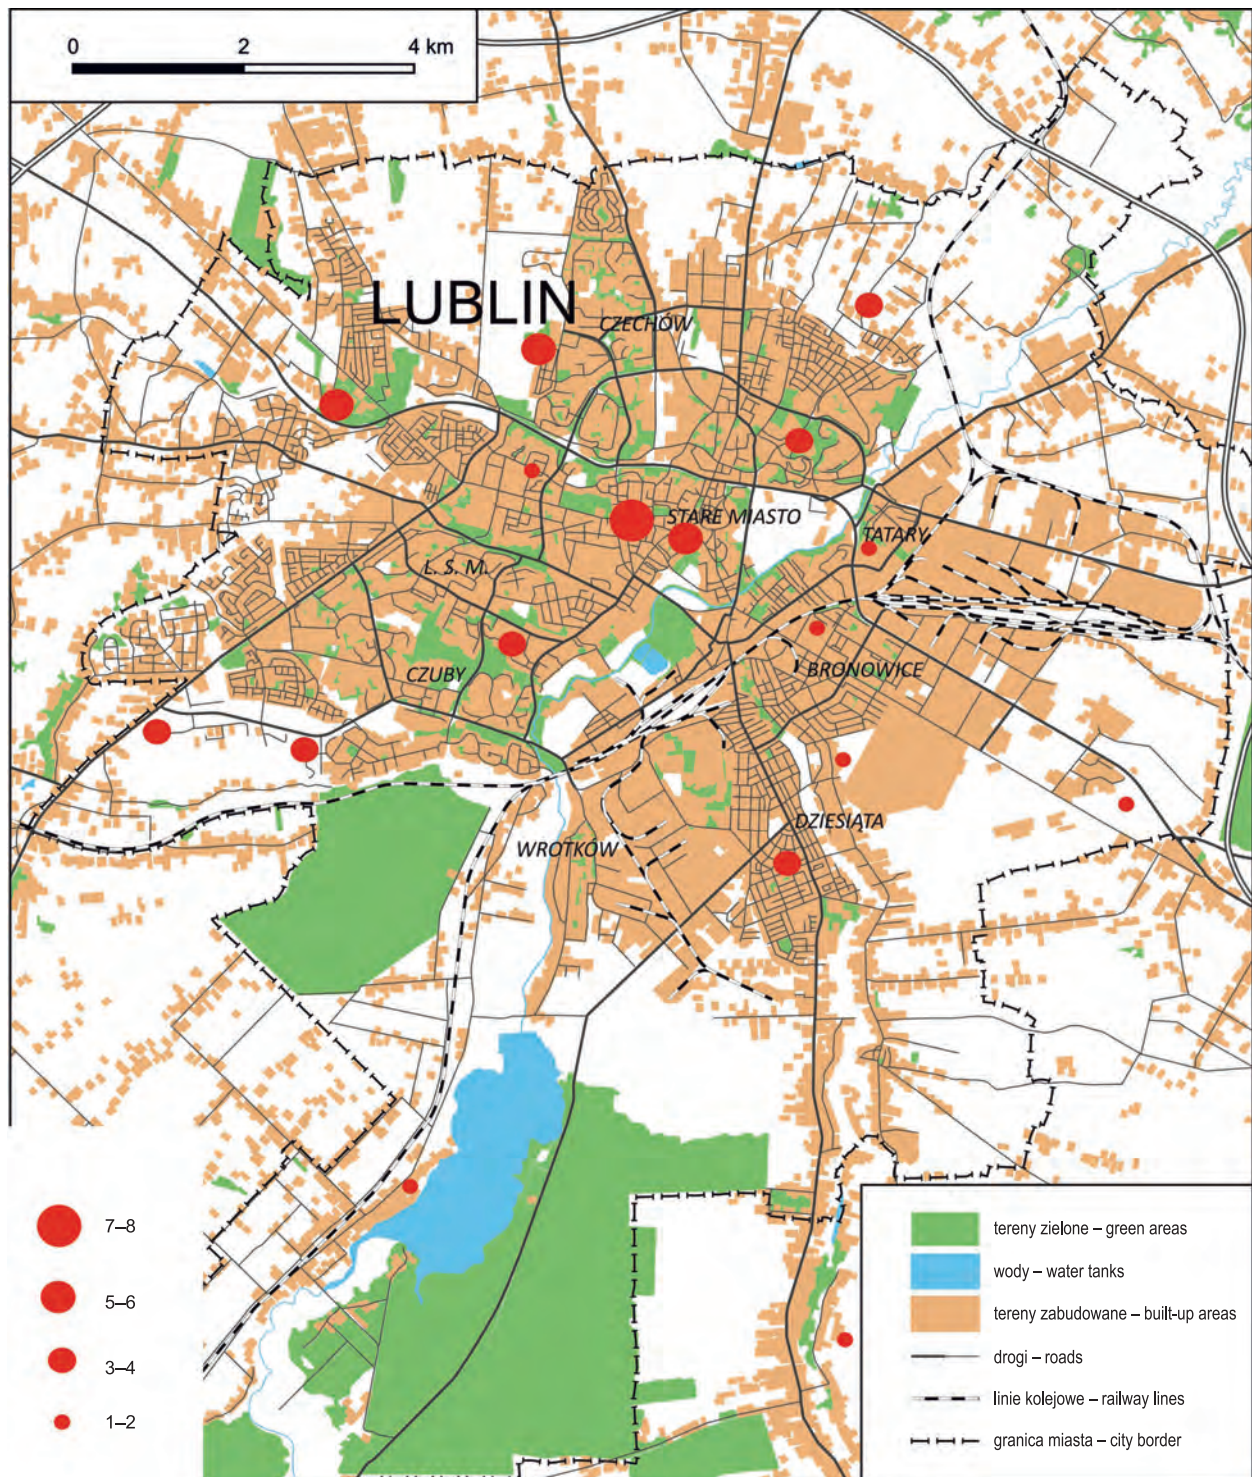 0 2 4 km
LUBLIN
CZECHÓW
STARE MIASTO
TATARY
L. S. M.
CZUBY
BRONOWICE
DZIESIĄTA
WROTKÓW
7–8
5–6
3–4
1–2
tereny zielone – green areas
wody – water tanks
tereny zabudowane – built-up areas
drogi – roads
linie kolejowe – railway lines
granica miasta – city border